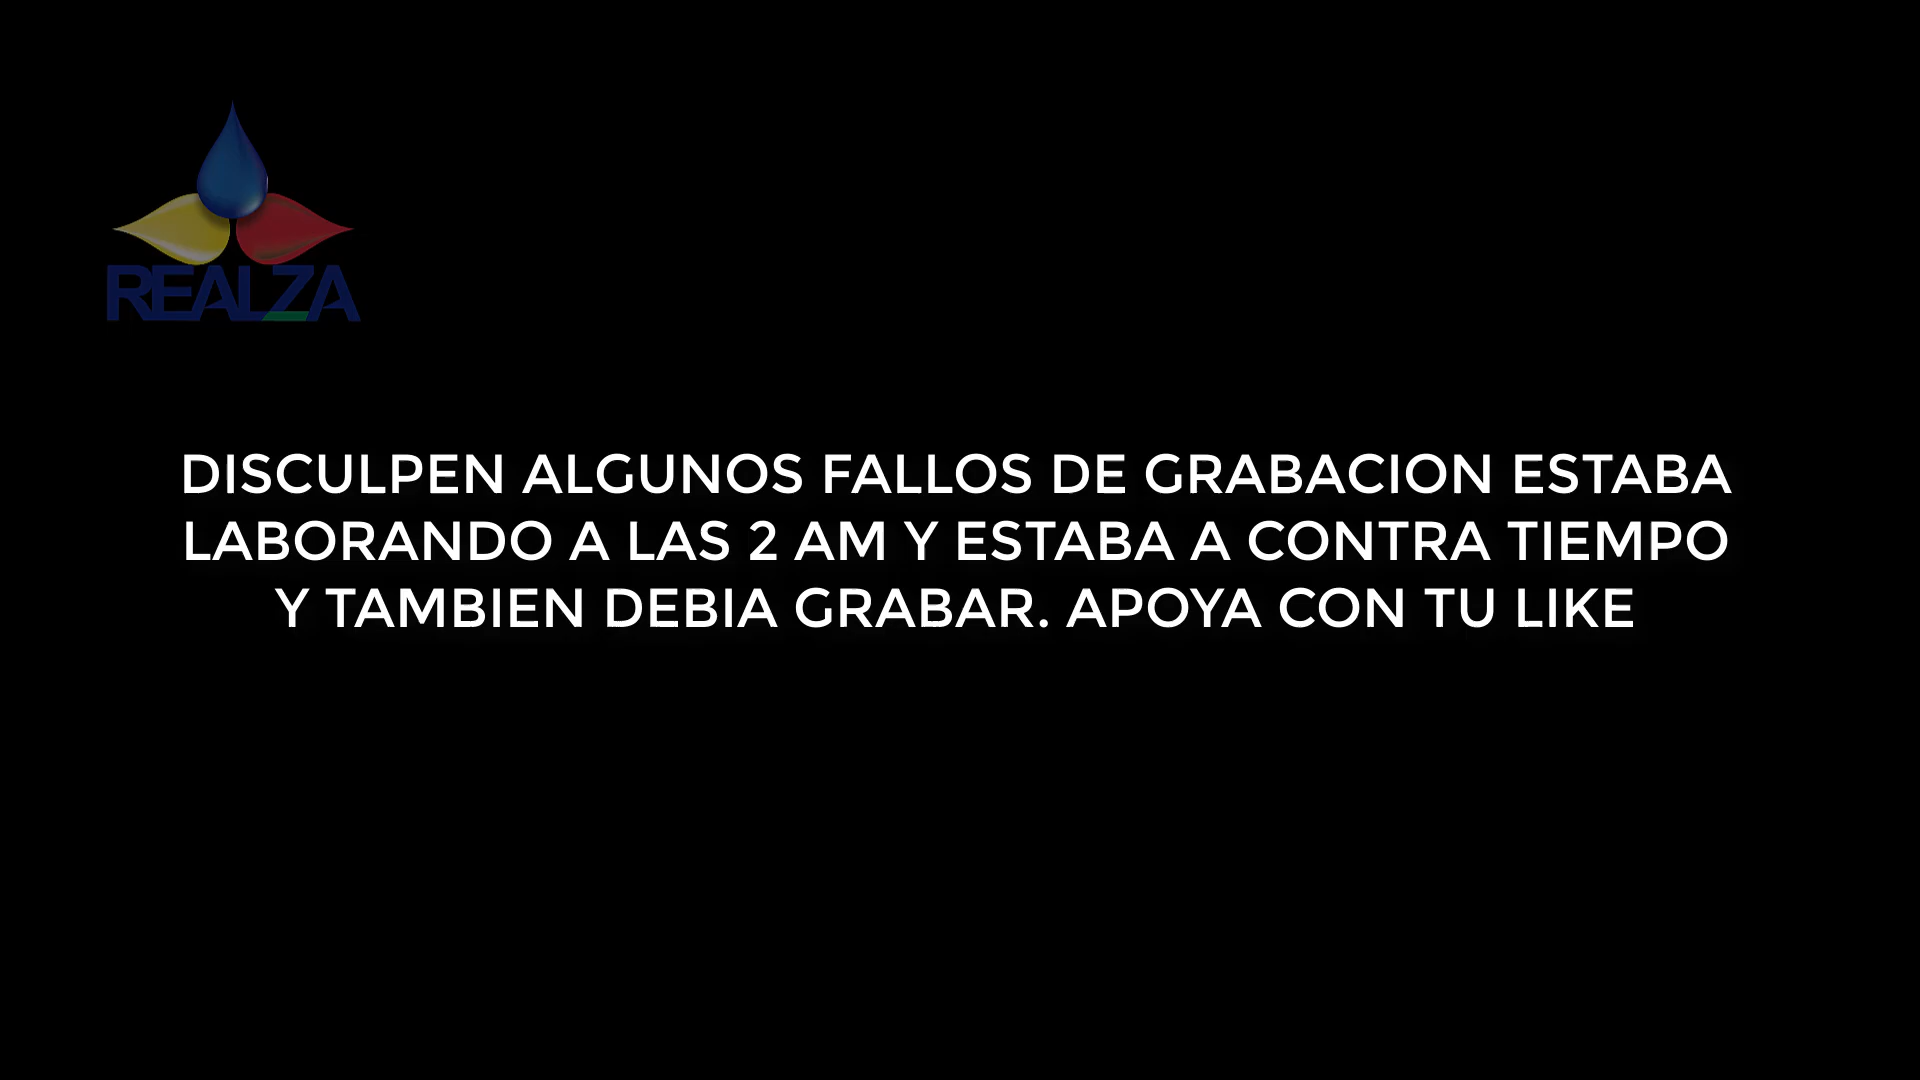 REALZA
DISCULPEN ALGUNOS FALLOS DE GRABACION ESTABA
LABORANDO A LAS 2 AM Y ESTABA A CONTRA TIEMPO
Y TAMBIEN DEBIA GRABAR. APOYA CON TU LIKE